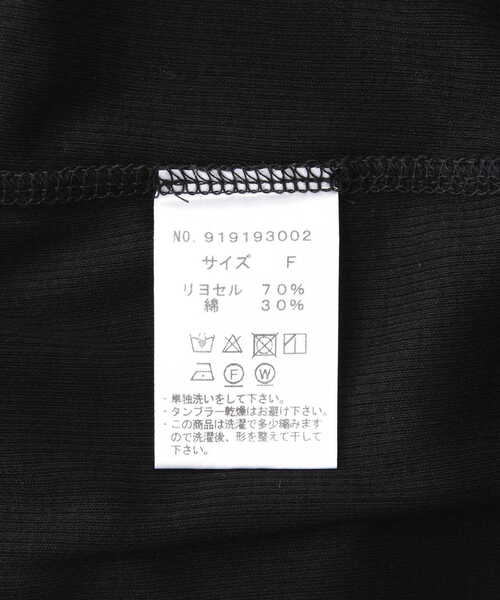 NO. 919193002
サイズ F
リヨセル 70%
綿 30%
F W
・単独洗いをして下さい。
・タンブラー乾燥はお避け下さい。
・この商品は洗濯で多少縮みます
ので洗濯後、形を整えて干して
下さい。